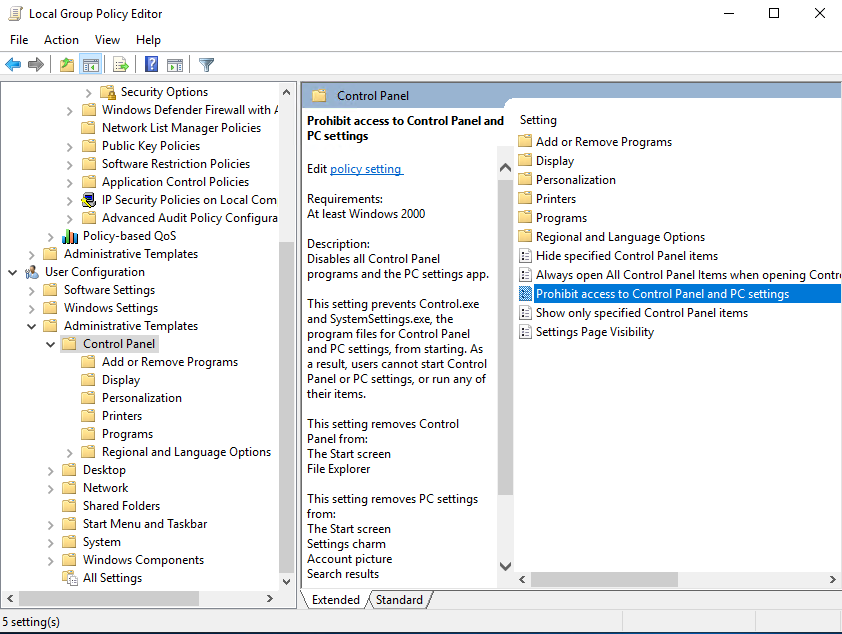 Local Group Policy Editor
File Action View Help
Security Options
Windows Defender Firewall with A
Network List Manager Policies
Public Key Policies
Software Restriction Policies
Application Control Policies
IP Security Policies on Local Com
Advanced Audit Policy Configura
Policy-based QoS
Administrative Templates
User Configuration
Software Settings
Windows Settings
Administrative Templates
Control Panel
Add or Remove Programs
Display
Personalization
Printers
Programs
Regional and Language Options
Desktop
Network
Shared Folders
Start Menu and Taskbar
System
Windows Components
All Settings
Control Panel
Prohibit access to Control Panel and
PC settings
Edit policy setting
Requirements:
At least Windows 2000
Description:
Disables all Control Panel
programs and the PC settings app.
This setting prevents Control.exe
and SystemSettings.exe, the
program files for Control Panel
and PC settings, from starting. As
a result, users cannot start Control
Panel or PC settings, or run any of
their items.
This setting removes Control
Panel from:
The Start screen
File Explorer
This setting removes PC settings
from:
The Start screen
Settings charm
Account picture
Search results
Setting
Add or Remove Programs
Display
Personalization
Printers
Programs
Regional and Language Options
Hide specified Control Panel items
Always open All Control Panel Items when opening Contr
Prohibit access to Control Panel and PC settings
Show only specified Control Panel items
Settings Page Visibility
Extended Standard
5 setting(s)